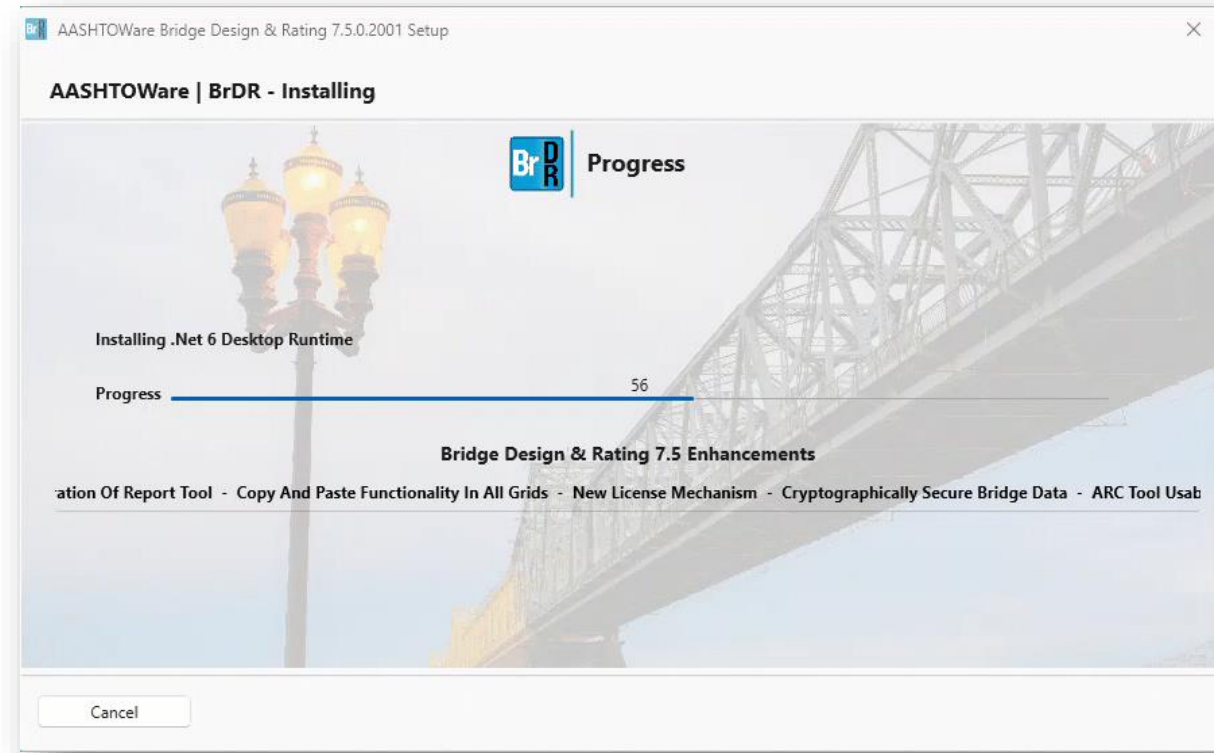 BrDR AASHTOWare Bridge Design & Rating 7.5.0.2001 Setup
AASHTOWare | BrDR - Installing
BrDR Progress
Installing .Net 6 Desktop Runtime
Progress 56
Bridge Design & Rating 7.5 Enhancements
ation Of Report Tool - Copy And Paste Functionality In All Grids - New License Mechanism - Cryptographically Secure Bridge Data - ARC Tool Usab
Cancel